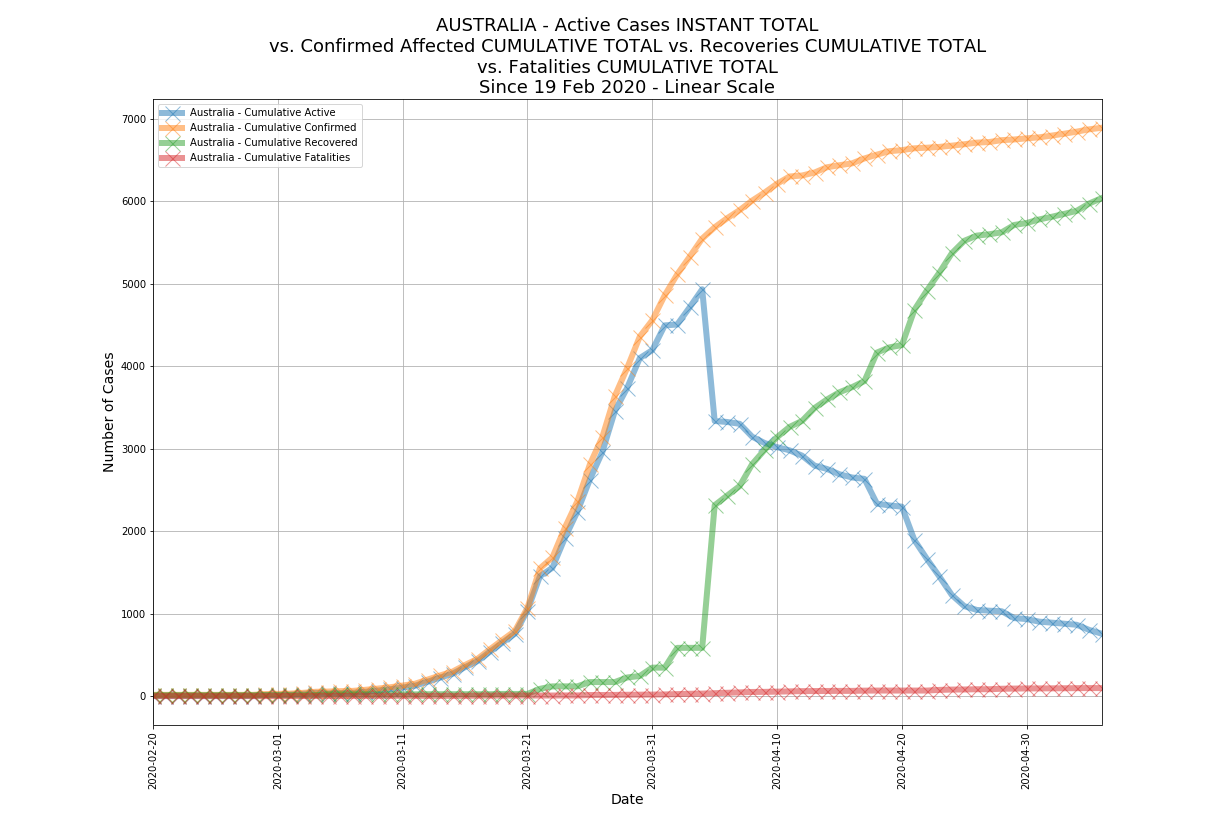 AUSTRALIA - Active Cases INSTANT TOTAL
vs. Confirmed Affected CUMULATIVE TOTAL vs. Recoveries CUMULATIVE TOTAL
vs. Fatalities CUMULATIVE TOTAL
Since 19 Feb 2020 - Linear Scale
Australia - Cumulative Active
Australia - Cumulative Confirmed
Australia - Cumulative Recovered
Australia - Cumulative Fatalities
Number of Cases
7000
6000
5000
4000
3000
2000
1000
0
2020-02-20
2020-03-01
2020-03-11
2020-03-21
2020-03-31
2020-04-10
2020-04-20
2020-04-30
Date